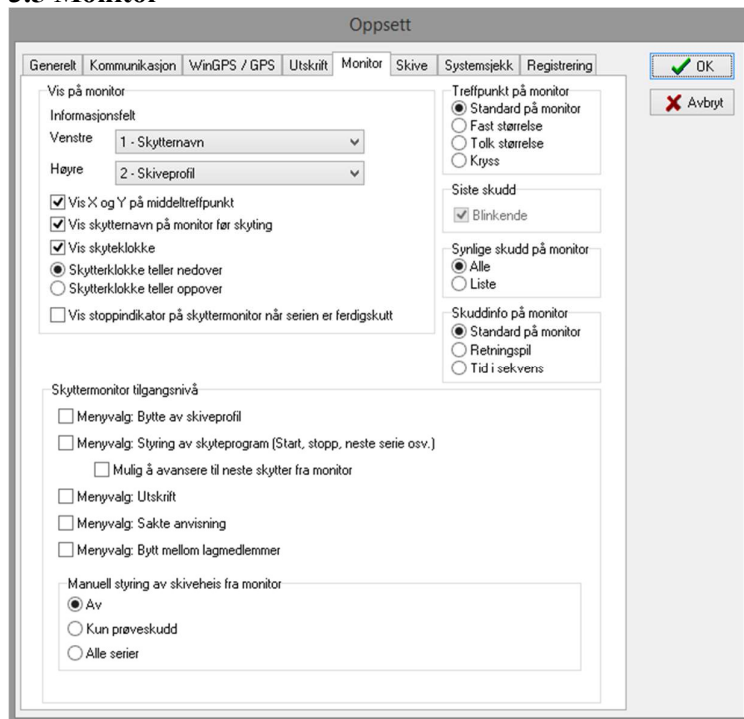 Oppsett
Generelt
Kommunikasjon
WinGPS / GPS
Utskrift
Monitor
Skive
Systemsjekk
Registrering
OK
Avbryt
Vis på monitor
Informasjonsfelt
Venstre
1 - Skytternavn
Høyre
2 - Skiveprofil
Vis X og Y på middeltreffpunkt
Vis skytternavn på monitor før skyting
Vis skyteklokke
Skytterklokke teller nedover
Skytterklokke teller oppover
Vis stoppindikator på skyttermonitor når serien er ferdigskutt
Treffpunkt på monitor
Standard på monitor
Fast størrelse
Tolk størrelse
Kryss
Siste skudd
Blinkende
Synlige skudd på monitor
Alle
Liste
Skuddinfo på monitor
Standard på monitor
Retningspil
Tid i sekvens
Skyttermonitor tilgangsnivå
Menyvalg: Bytte av skiveprofil
Menyvalg: Styring av skyteprogram (Start, stopp, neste serie osv.)
Mulig å avansere til neste skytter fra monitor
Menyvalg: Utskrift
Menyvalg: Sakte anvisning
Menyvalg: Bytt mellom lagmedlemmer
Manuell styring av skiveheis fra monitor
Av
Kun prøveskudd
Alle serier